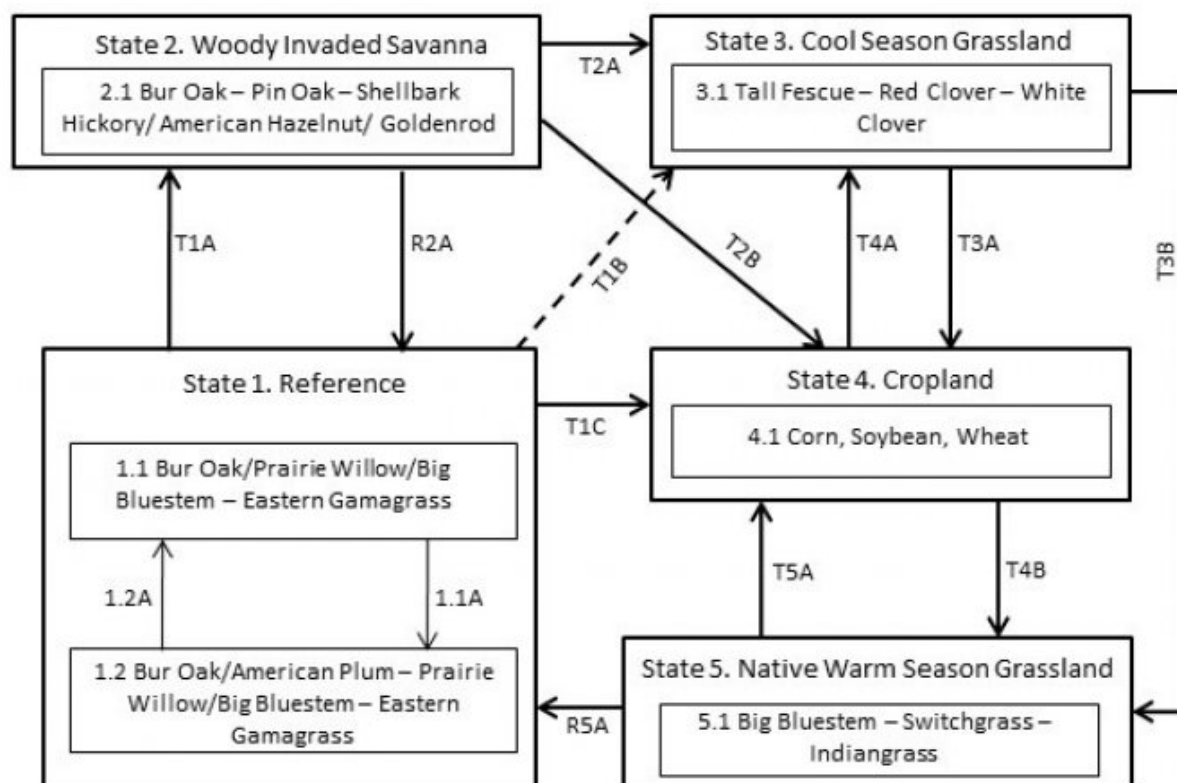 State 2. Woody Invaded Savanna
2.1 Bur Oak – Pin Oak – Shellbark
Hickory/ American Hazelnut/ Goldenrod
T2A
State 3. Cool Season Grassland
3.1 Tall Fescue – Red Clover – White
Clover
T1A
R2A
T1B
T2B
T4A
T3A
T3B
State 1. Reference
1.1 Bur Oak/Prairie Willow/Big
Bluestem – Eastern Gamagrass
1.2A
1.1A
1.2 Bur Oak/American Plum – Prairie
Willow/Big Bluestem – Eastern
Gamagrass
T1C
State 4. Cropland
4.1 Corn, Soybean, Wheat
T5A
T4B
R5A
State 5. Native Warm Season Grassland
5.1 Big Bluestem – Switchgrass –
Indiangrass